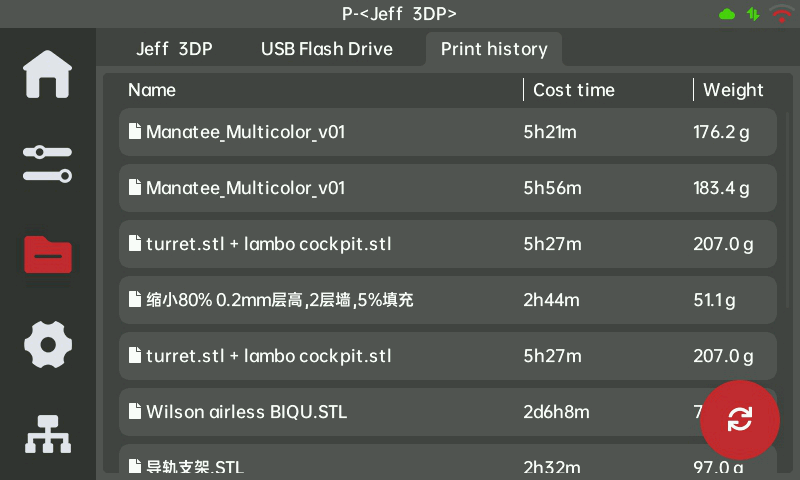 P-<Jeff 3DP>
Jeff 3DP USB Flash Drive Print history
Name Cost time Weight
Manatee_Multicolor_v01 5h21m 176.2 g
Manatee_Multicolor_v01 5h56m 183.4 g
turret.stl + lambo cockpit.stl 5h27m 207.0 g
缩小80% 0.2mm层高,2层墙,5%填充 2h44m 51.1 g
turret.stl + lambo cockpit.stl 5h27m 207.0 g
Wilson airless BIQU.STL 2d6h8m
导轨支架.STL 2h32m 97.0 g